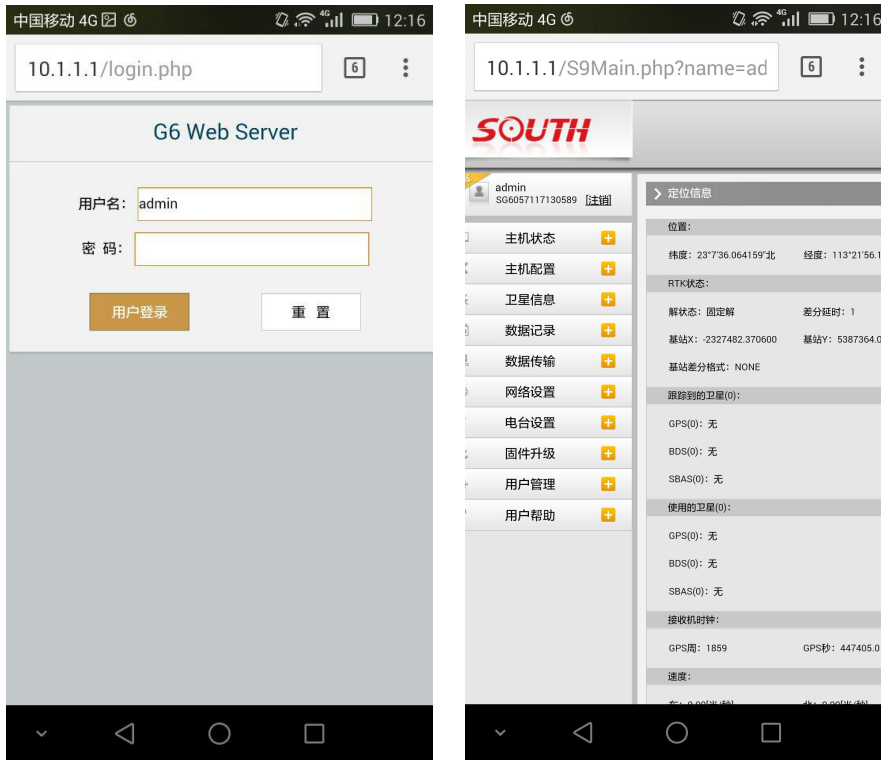 中国移动 4G 12:16
10.1.1.1/login.php 6
G6 Web Server
用户名: admin
密 码:
用户登录 重 置
中国移动 4G 4G 12:16
10.1.1.1/S9Main.php?name=ad 6
SOUTH
admin
SG6057117130589 [注销]
主机状态
主机配置
卫星信息
数据记录
数据传输
网络设置
电台设置
固件升级
用户管理
用户帮助
定位信息
位置:
纬度: 23°7'36.064159"北 经度: 113°21'56.1
RTK状态:
解状态: 固定解 差分延时: 1
基站X: -2327482.370600 基站Y: 5387364.0
基站差分格式: NONE
跟踪到的卫星(0):
GPS(0): 无
BDS(0): 无
SBAS(0): 无
使用的卫星(0):
GPS(0): 无
BDS(0): 无
SBAS(0): 无
接收机时钟:
GPS周: 1859 GPS秒: 447405.0
速度: